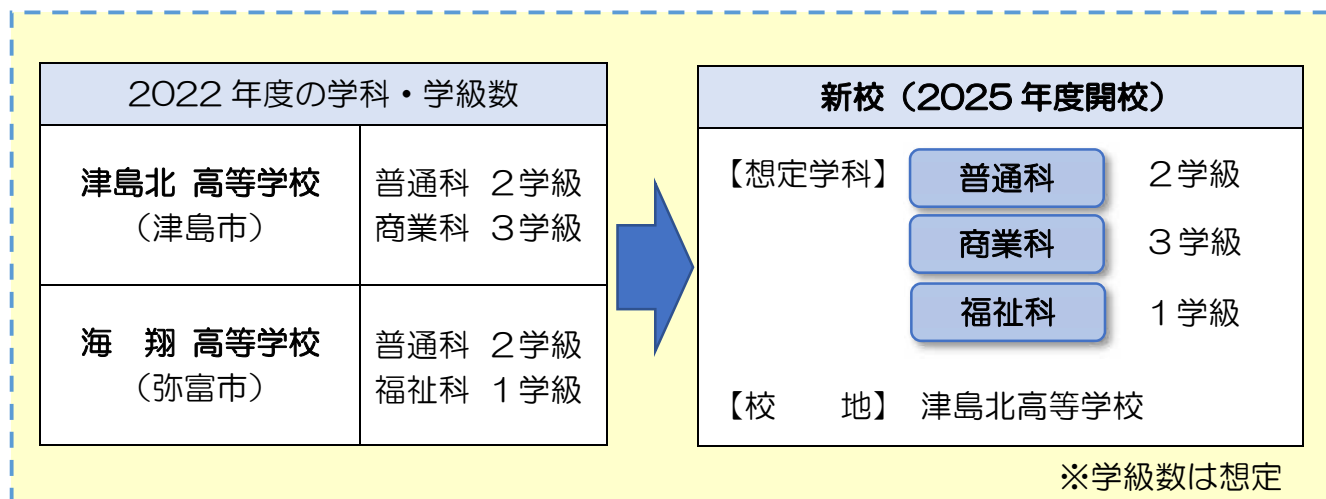 2022 年度の学科・学級数
津島北 高等学校
（津島市）
普通科 ２学級
商業科 ３学級
海　翔 高等学校
（弥富市）
普通科 ２学級
福祉科 １学級
新校（2025 年度開校）
【想定学科】 普通科 ２学級
商業科 ３学級
福祉科 １学級
【校　　地】 津島北高等学校
※学級数は想定